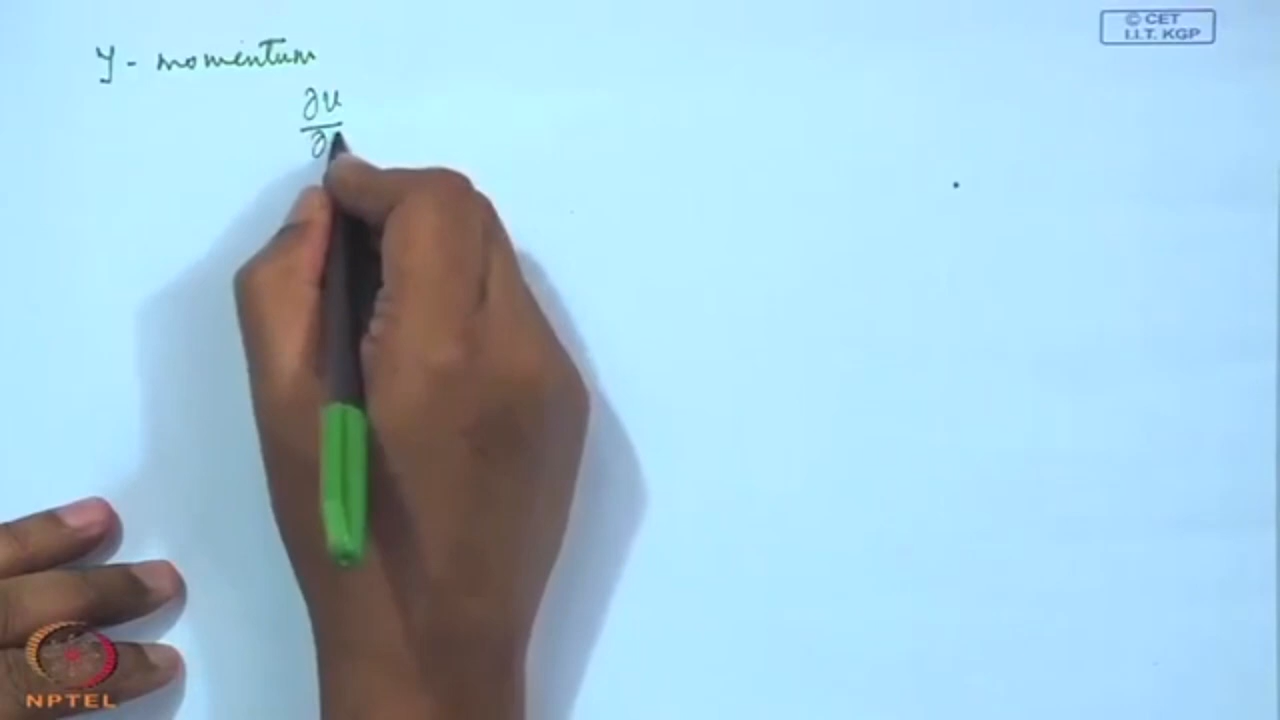 Y - momentum
© CET
I.I.T. KGP
∂v
∂
NPTEL